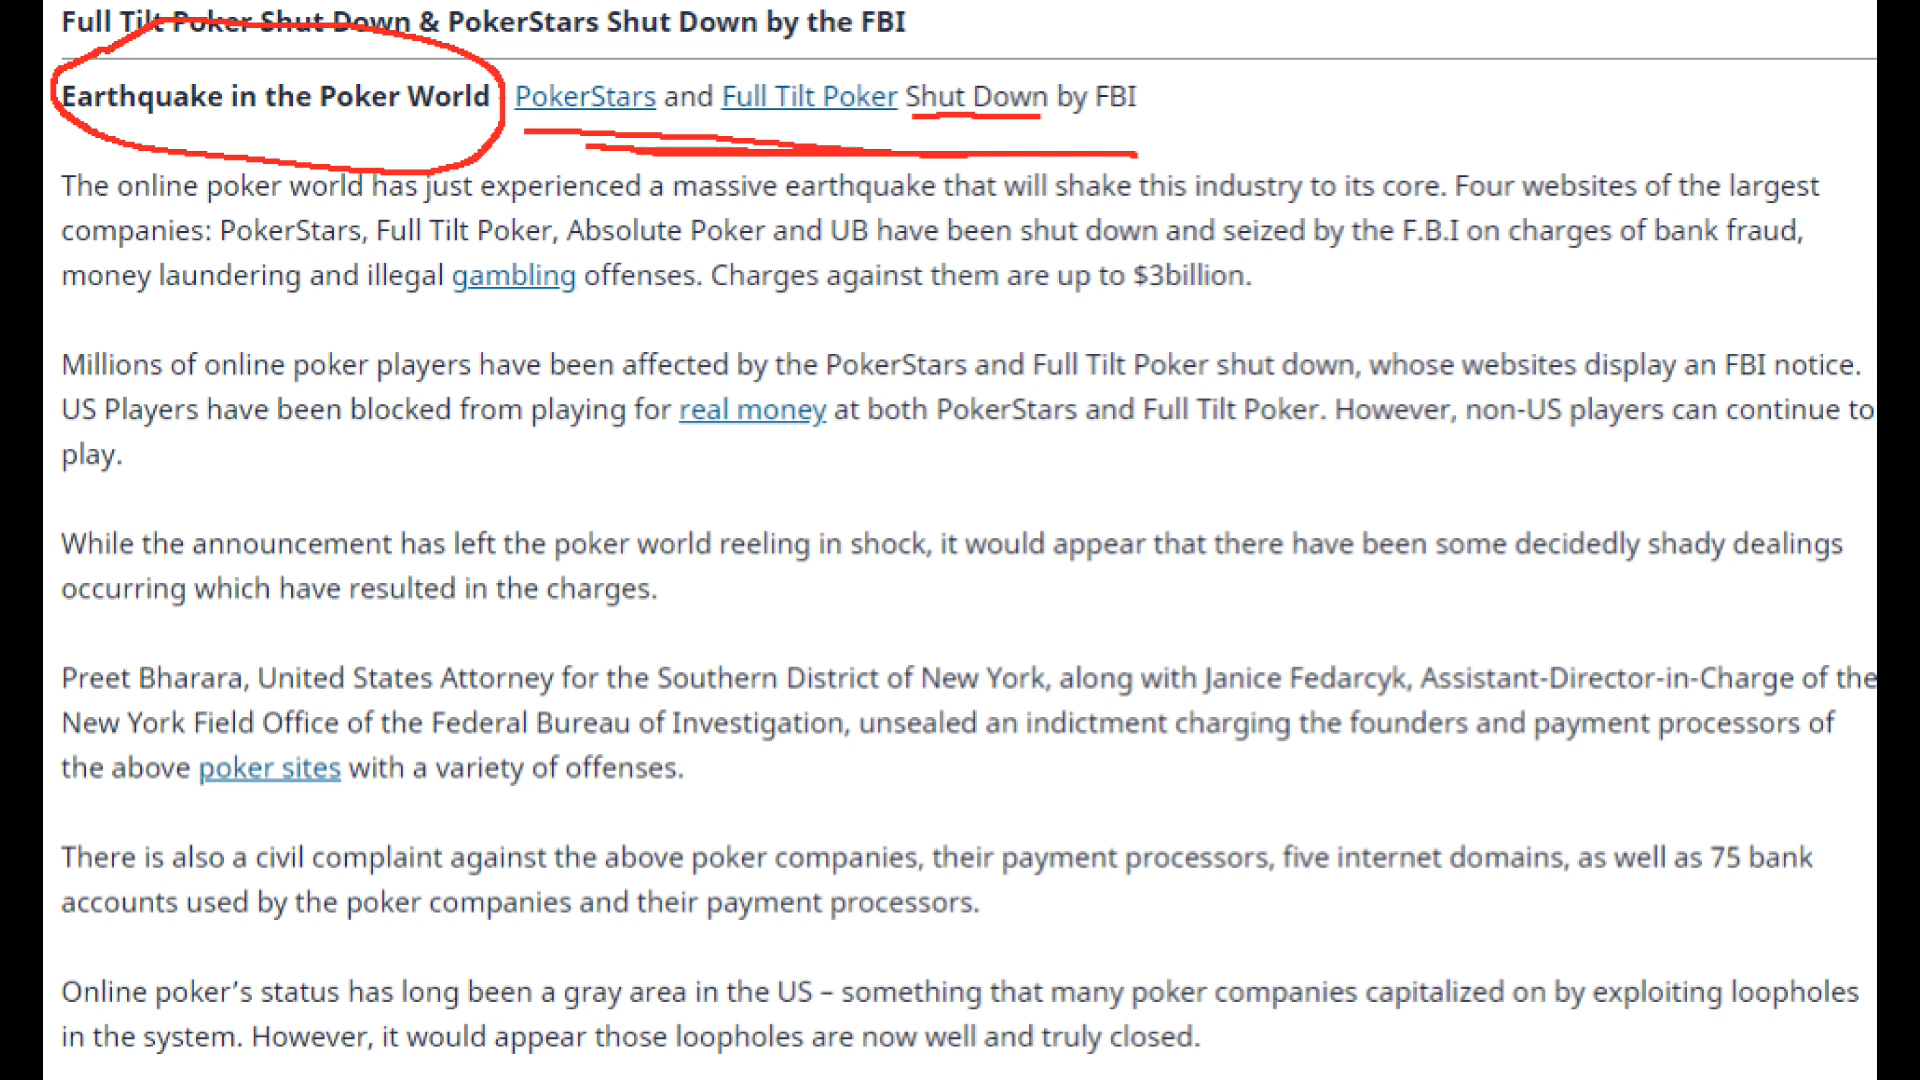 Full Tilt Poker Shut Down & PokerStars Shut Down by the FBI
Earthquake in the Poker World PokerStars and Full Tilt Poker Shut Down by FBI
The online poker world has just experienced a massive earthquake that will shake this industry to its core. Four websites of the largest
companies: PokerStars, Full Tilt Poker, Absolute Poker and UB have been shut down and seized by the F.B.I on charges of bank fraud,
money laundering and illegal gambling offenses. Charges against them are up to $3billion.
Millions of online poker players have been affected by the PokerStars and Full Tilt Poker shut down, whose websites display an FBI notice.
US Players have been blocked from playing for real money at both PokerStars and Full Tilt Poker. However, non-US players can continue to
play.
While the announcement has left the poker world reeling in shock, it would appear that there have been some decidedly shady dealings
occurring which have resulted in the charges.
Preet Bharara, United States Attorney for the Southern District of New York, along with Janice Fedarcyk, Assistant-Director-in-Charge of the
New York Field Office of the Federal Bureau of Investigation, unsealed an indictment charging the founders and payment processors of
the above poker sites with a variety of offenses.
There is also a civil complaint against the above poker companies, their payment processors, five internet domains, as well as 75 bank
accounts used by the poker companies and their payment processors.
Online poker’s status has long been a gray area in the US – something that many poker companies capitalized on by exploiting loopholes
in the system. However, it would appear those loopholes are now well and truly closed.